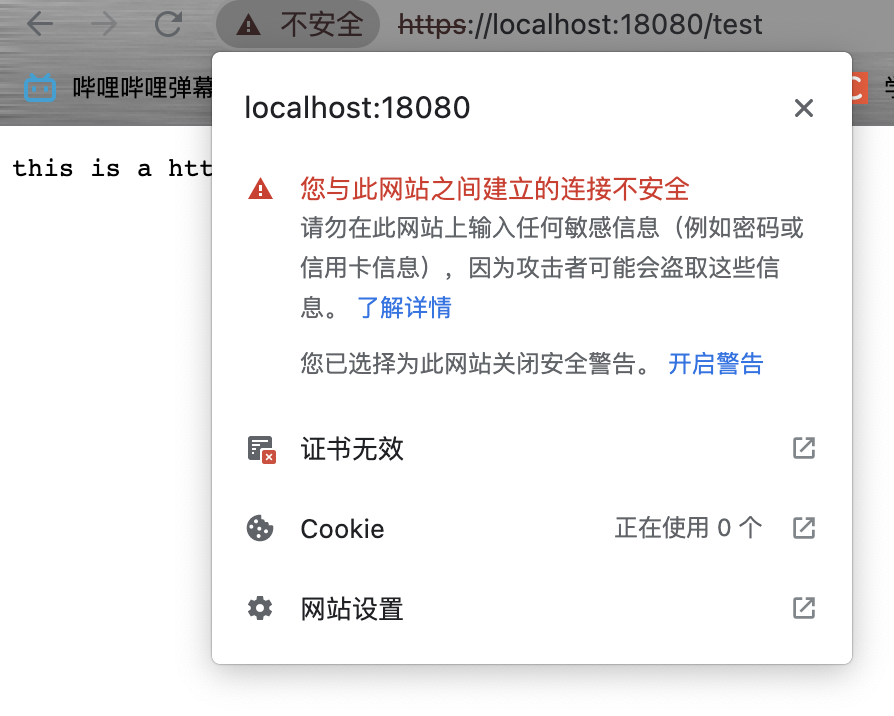 不安全 https://localhost:18080/test
哔哩哔哩弹幕
localhost:18080
this is a htt
您与此网站之间建立的连接不安全
请勿在此网站上输入任何敏感信息（例如密码或
信用卡信息），因为攻击者可能会盗取这些信
息。 了解详情
您已选择为此网站关闭安全警告。 开启警告
证书无效
Cookie 正在使用 0 个
网站设置